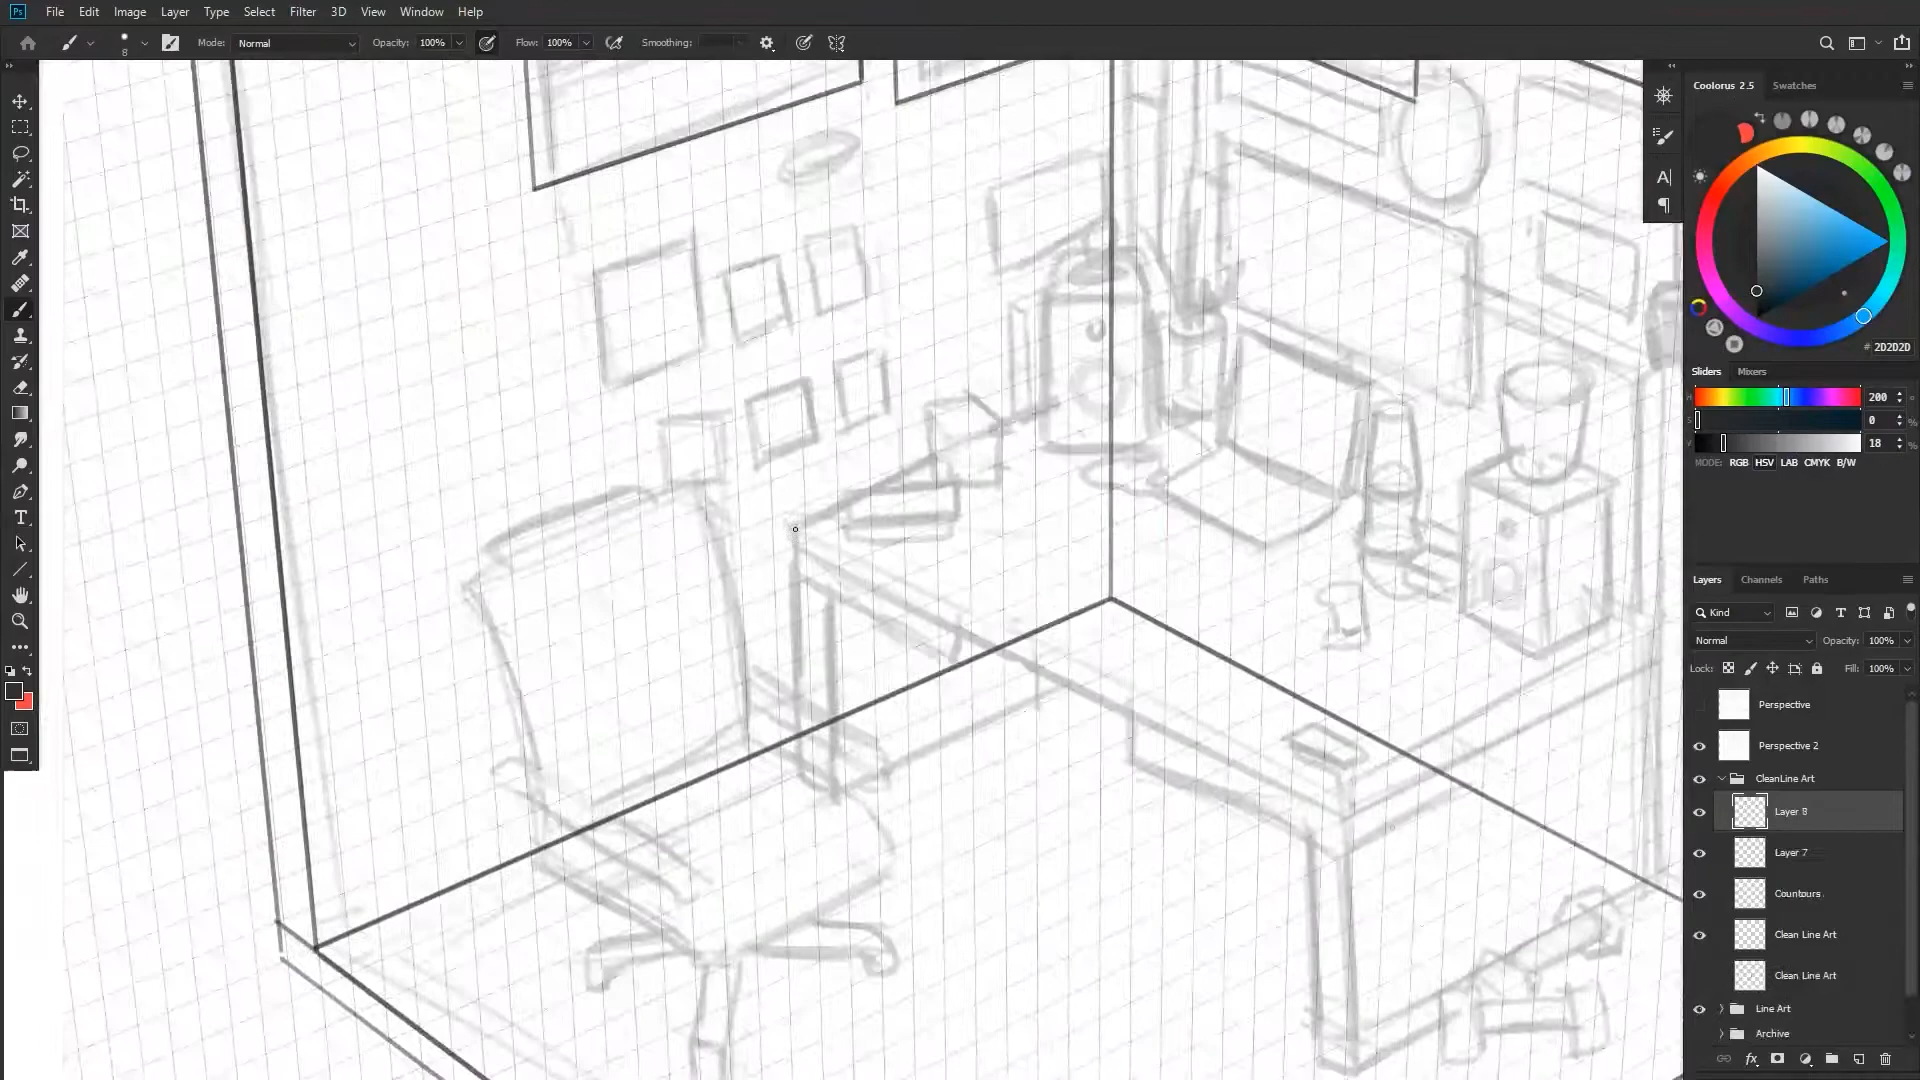 Ps File Edit Image Layer Type Select Filter 3D View Window Help
8 Mode: Normal Opacity: 100% Flow: 100% Smoothing:
Coolorus 2.5 Swatches
# 2D2D2D
Sliders Mixers
H 200 °
S 0 %
V 18 %
MODE: RGB HSV LAB CMYK B/W
Layers Channels Paths
Kind
Normal Opacity: 100%
Lock: Fill: 100%
Perspective
Perspective 2
CleanLine Art
Layer 8
Layer 7
Countours
Clean Line Art
Clean Line Art
Line Art
Archive